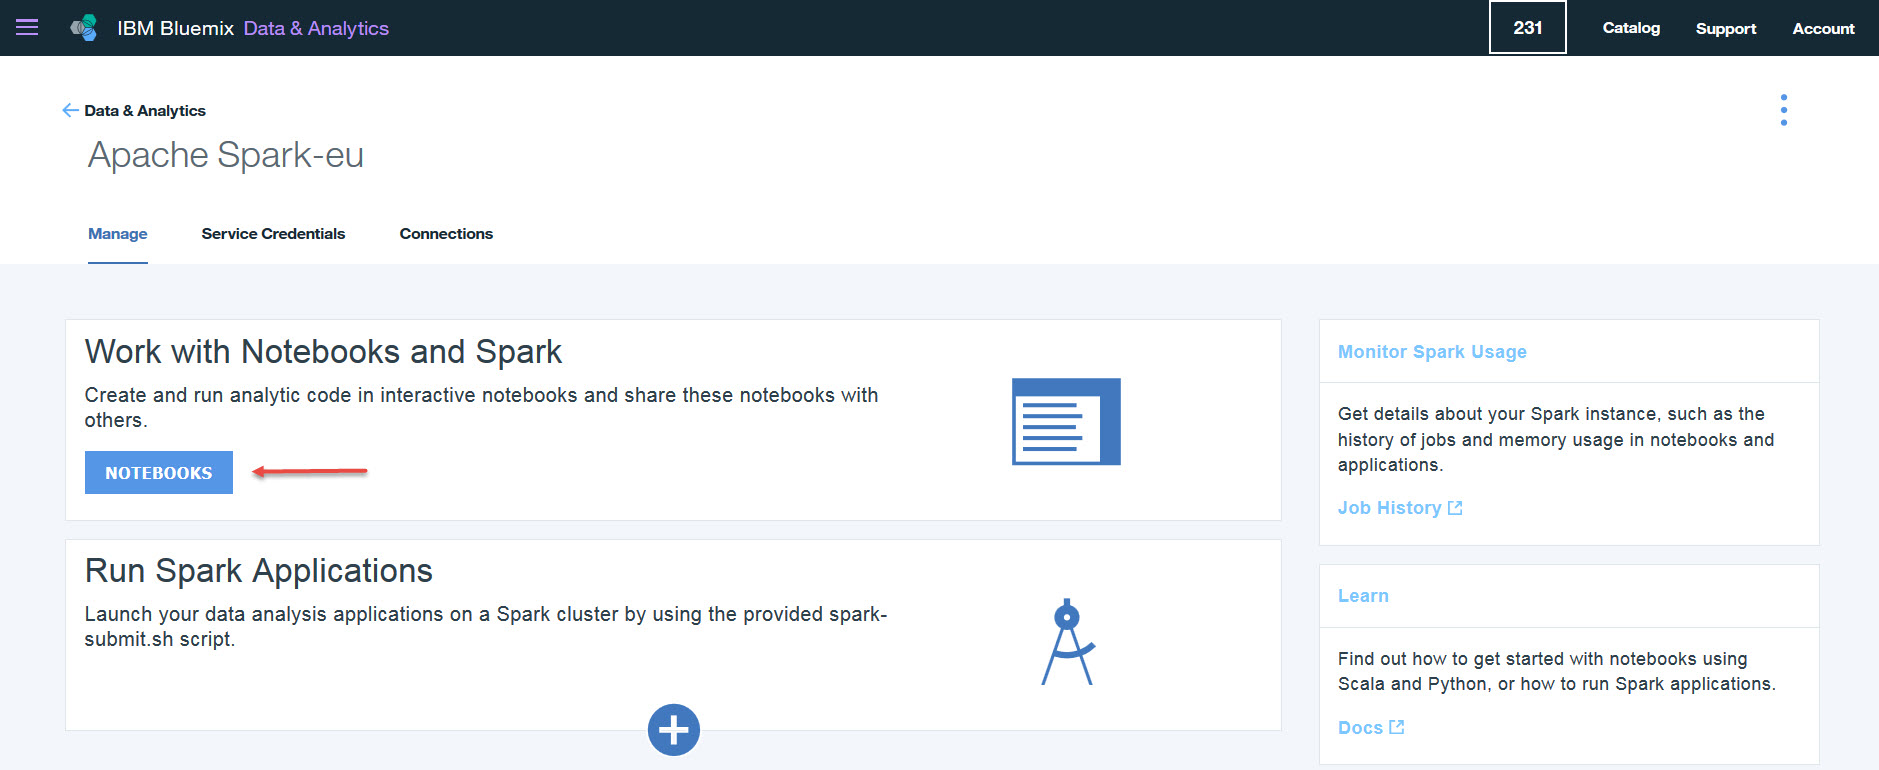 IBM Bluemix Data & Analytics
231
Catalog
Support
Account
Data & Analytics
Apache Spark-eu
Manage
Service Credentials
Connections
Work with Notebooks and Spark
Create and run analytic code in interactive notebooks and share these notebooks with
others.
NOTEBOOKS
Run Spark Applications
Launch your data analysis applications on a Spark cluster by using the provided spark-
submit.sh script.
Monitor Spark Usage
Get details about your Spark instance, such as the
history of jobs and memory usage in notebooks and
applications.
Job History
Learn
Find out how to get started with notebooks using
Scala and Python, or how to run Spark applications.
Docs